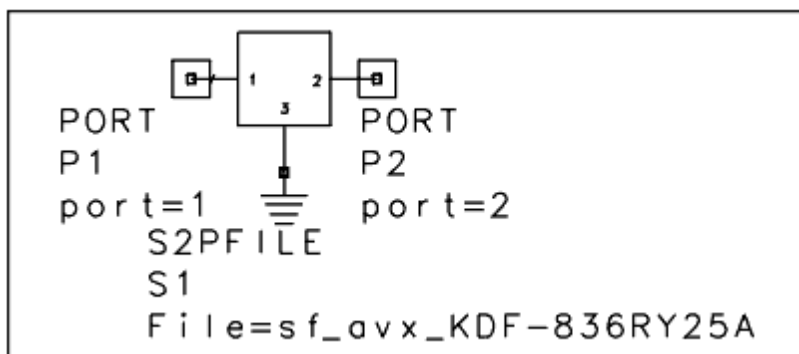 1 2
3
PORT PORT
P1 P2
port=1 port=2
S2PFILE
S1
File=sf_avx_KDF-836RY25A